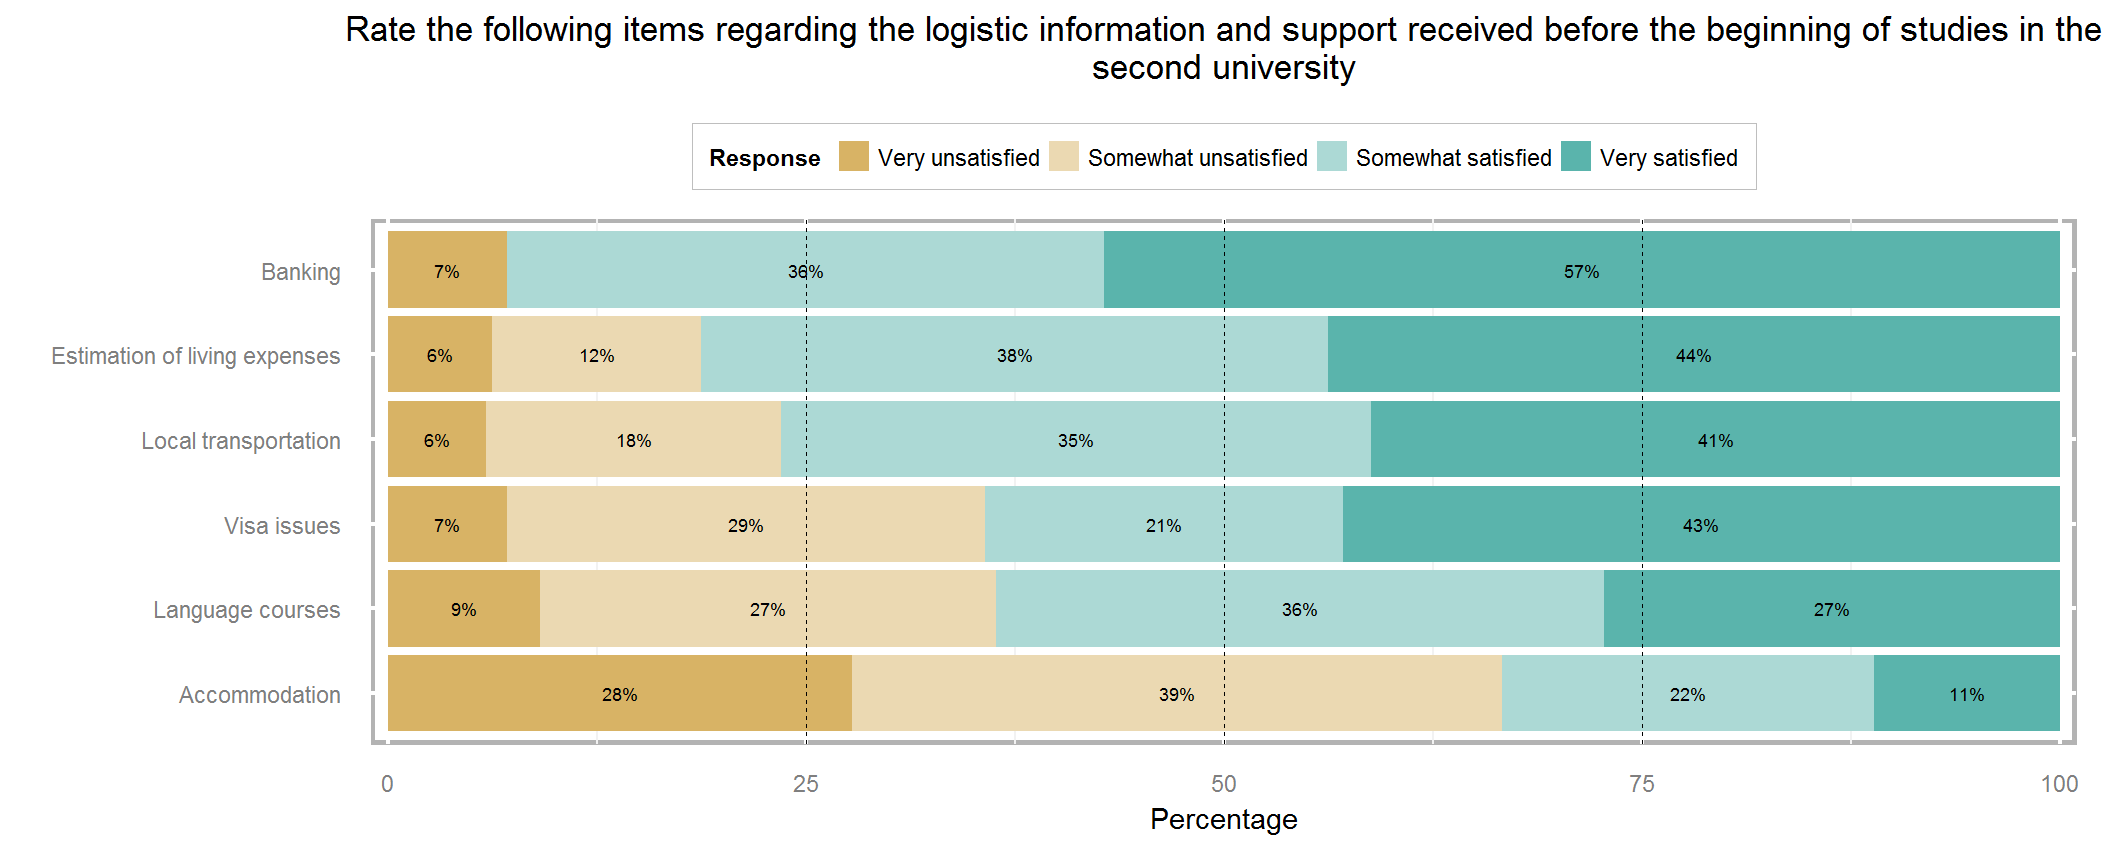 Rate the following items regarding the logistic information and support received before the beginning of studies in the
second university
Response Very unsatisfied Somewhat unsatisfied Somewhat satisfied Very satisfied
Banking 7% 36% 57%
Estimation of living expenses 6% 12% 38% 44%
Local transportation 6% 18% 35% 41%
Visa issues 7% 29% 21% 43%
Language courses 9% 27% 36% 27%
Accommodation 28% 39% 22% 11%
0 25 50 75 100
Percentage